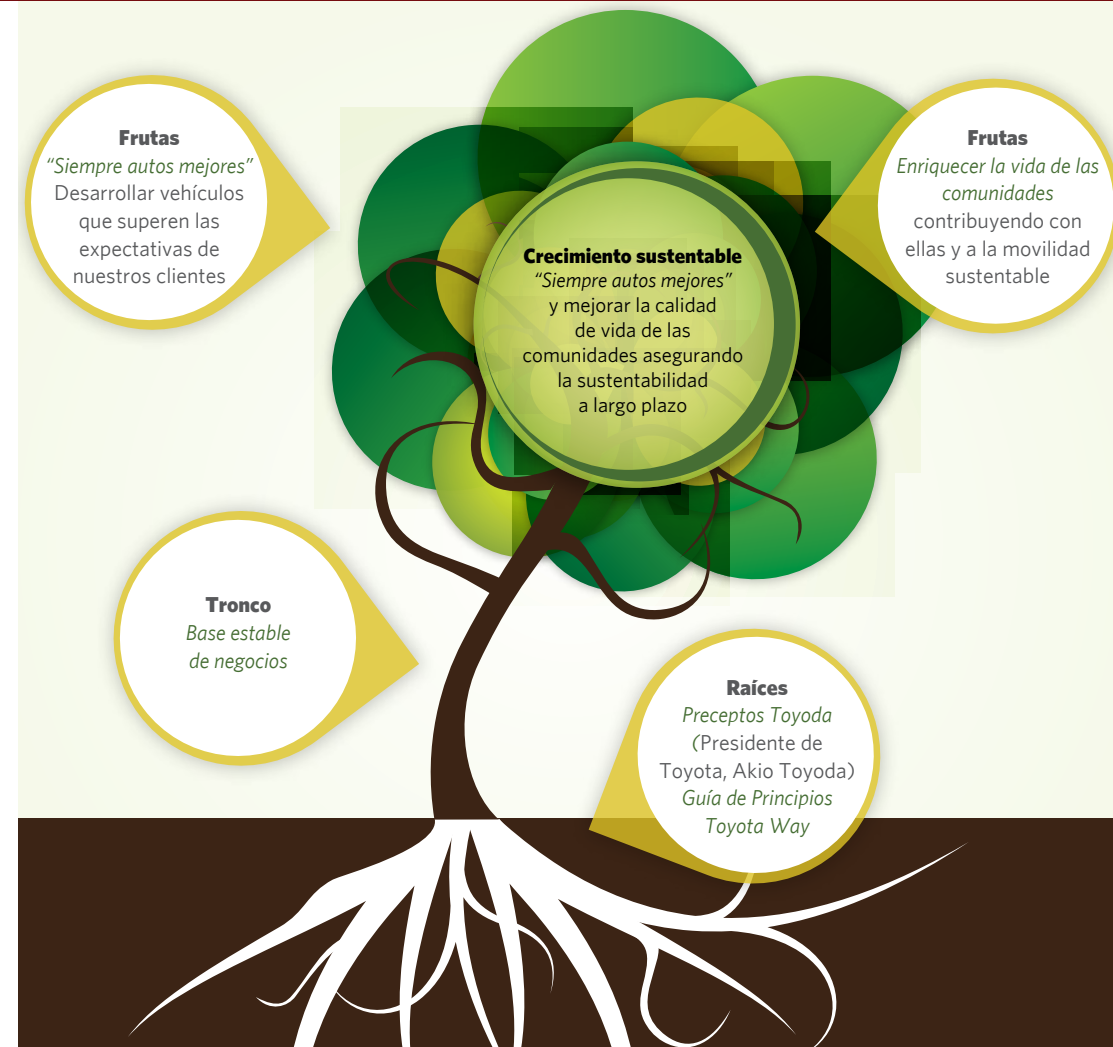 Frutas
“Siempre autos mejores”
Desarrollar vehículos
que superen las
expectativas de
nuestros clientes
Frutas
Enriquecer la vida de las
comunidades
contribuyendo con
ellas y a la movilidad
sustentable
Crecimiento sustentable
“Siempre autos mejores”
y mejorar la calidad
de vida de las
comunidades asegurando
la sustentabilidad
a largo plazo
Tronco
Base estable
de negocios
Raíces
Preceptos Toyoda
(Presidente de
Toyota, Akio Toyoda)
Guía de Principios
Toyota Way